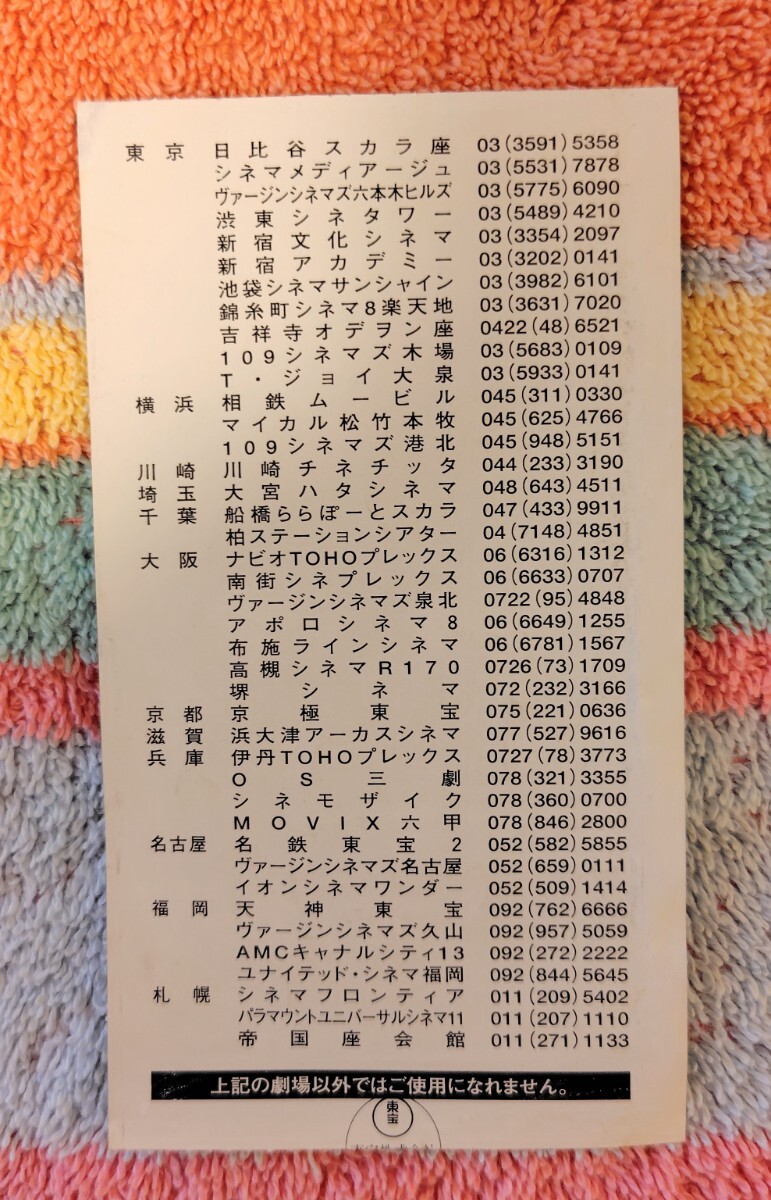 東京 日比谷スカラ座 03(3591)5358
シネマメディアージュ 03(5531)7878
ヴァージンシネマズ六本木ヒルズ 03(5775)6090
渋東シネタワー 03(5489)4210
新宿文化シネマ 03(3354)2097
新宿アカデミー 03(3202)0141
池袋シネマサンシャイン 03(3982)6101
錦糸町シネマ8楽天地 03(3631)7020
吉祥寺オデヲン座 0422(48)6521
109シネマズ木場 03(5683)0109
T・ジョイ大泉 03(5933)0141
横浜 相鉄ムービル 045(311)0330
マイカル松竹本牧 045(625)4766
109シネマズ港北 045(948)5151
川崎 川崎チネチッタ 044(233)3190
埼玉 大宮ハタシネマ 048(643)4511
千葉 船橋ららぽーとスカラ 047(433)9911
柏ステーションシアター 04(7148)4851
大阪 ナビオTOHOプレックス 06(6316)1312
南街シネプレックス 06(6633)0707
ヴァージンシネマズ泉北 0722(95)4848
アポロシネマ8 06(6649)1255
布施ラインシネマ 06(6781)1567
高槻シネマR170 0726(73)1709
堺シネマ 072(232)3166
京都 京極東宝 075(221)0636
滋賀 浜大津アーカスシネマ 077(527)9616
兵庫 伊丹TOHOプレックス 0727(78)3773
OS三劇 078(321)3355
シネモザイク 078(360)0700
MOVIX六甲 078(846)2800
名古屋 名鉄東宝2 052(582)5855
ヴァージンシネマズ名古屋 052(659)0111
イオンシネマワンダー 052(509)1414
福岡 天神東宝 092(762)6666
ヴァージンシネマズ久山 092(957)5059
AMCキャナルシティ13 092(272)2222
ユナイテッド・シネマ福岡 092(844)5645
札幌 シネマフロンティア 011(209)5402
パラマウントユニバーサルシネマ11 011(207)1110
帝国座会館 011(271)1133
上記の劇場以外ではご使用になれません。
東宝